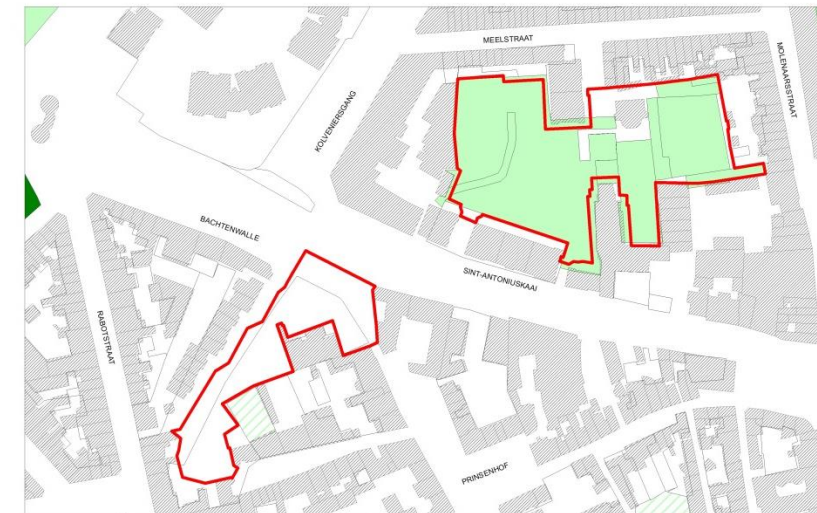 MEELSTRAAT
MOLENAARSSTRAAT
KOLVENIERSGANG
BACHTENWALLE
SINT-ANTONIUSKAAI
RABOTSTRAAT
PRINSENHOF